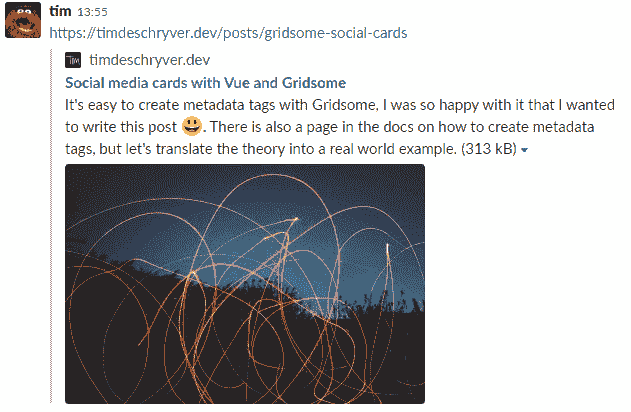 tim 13:55
https://timdeschryver.dev/posts/gridsome-social-cards
TIM timdeschryver.dev
Social media cards with Vue and Gridsome
It's easy to create metadata tags with Gridsome, I was so happy with it that I wanted
to write this post 😃. There is also a page in the docs on how to create metadata
tags, but let's translate the theory into a real world example. (313 kB)